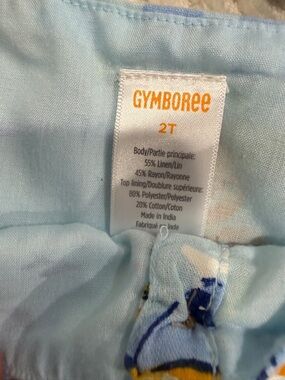 GYMBOREE
2T
Body/Partie principale:
55% Linen/Lin
45% Rayon/Rayonne
Top lining/Doublure supérieure:
80% Polyester/Polyester
20% Cotton/Coton
Made in India
Fabriqué